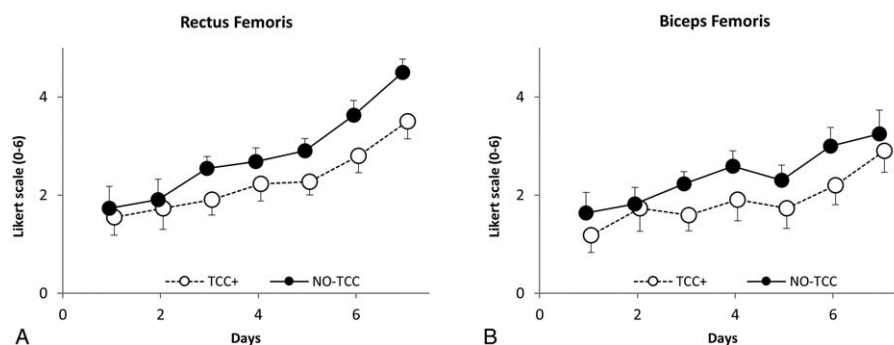 Rectus Femoris
Likert scale (0-6)
4
2
0
TCC+ NO-TCC
0 2 4 6
Days
A
Biceps Femoris
Likert scale (0-6)
4
2
0
TCC+ NO-TCC
0 2 4 6
Days
B